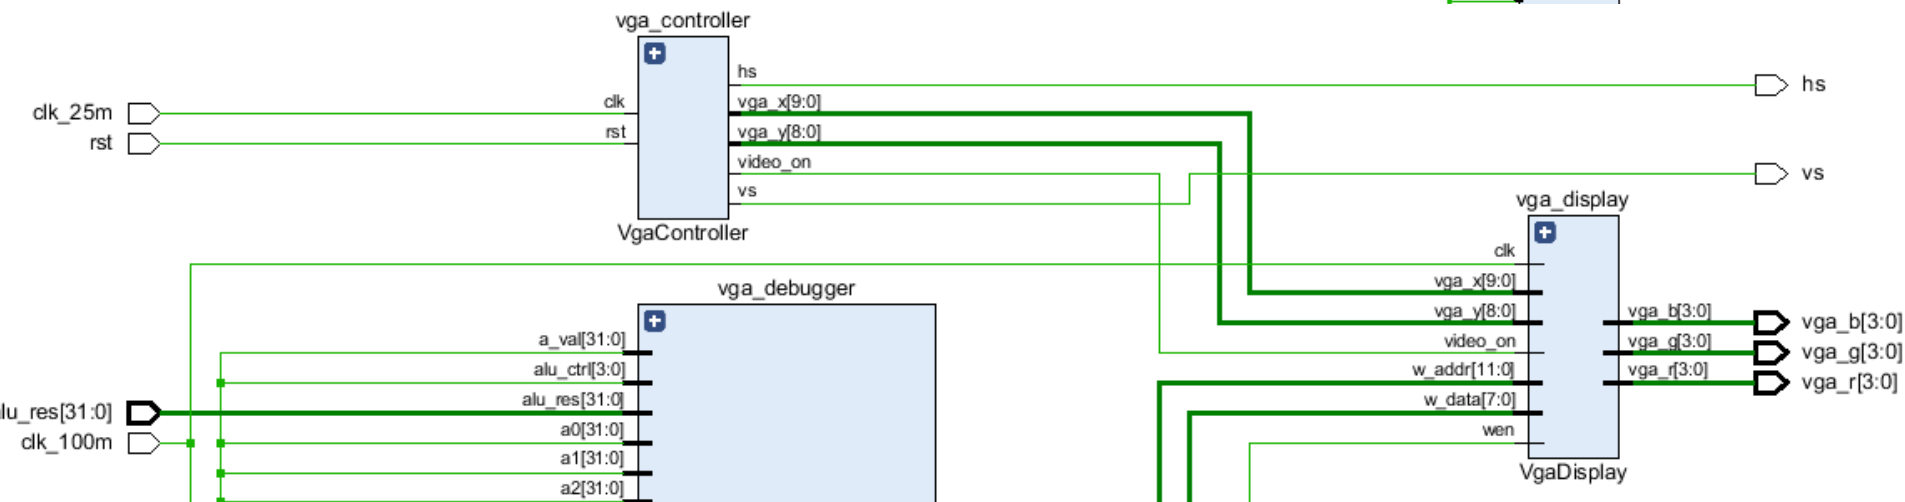 vga_controller
hs
hs
clk_25m
clk
vga_x[9:0]
rst
rst
vga_y[8:0]
video_on
vs
vs
VgaController
vga_display
clk
vga_x[9:0]
vga_debugger
vga_y[8:0]
vga_b[3:0]
vga_b[3:0]
a_val[31:0]
video_on
vga_g[3:0]
vga_g[3:0]
alu_ctrl[3:0]
w_addr[11:0]
vga_r[3:0]
vga_r[3:0]
lu_res[31:0]
alu_res[31:0]
w_data[7:0]
clk_100m
a0[31:0]
wen
a1[31:0]
VgaDisplay
a2[31:0]